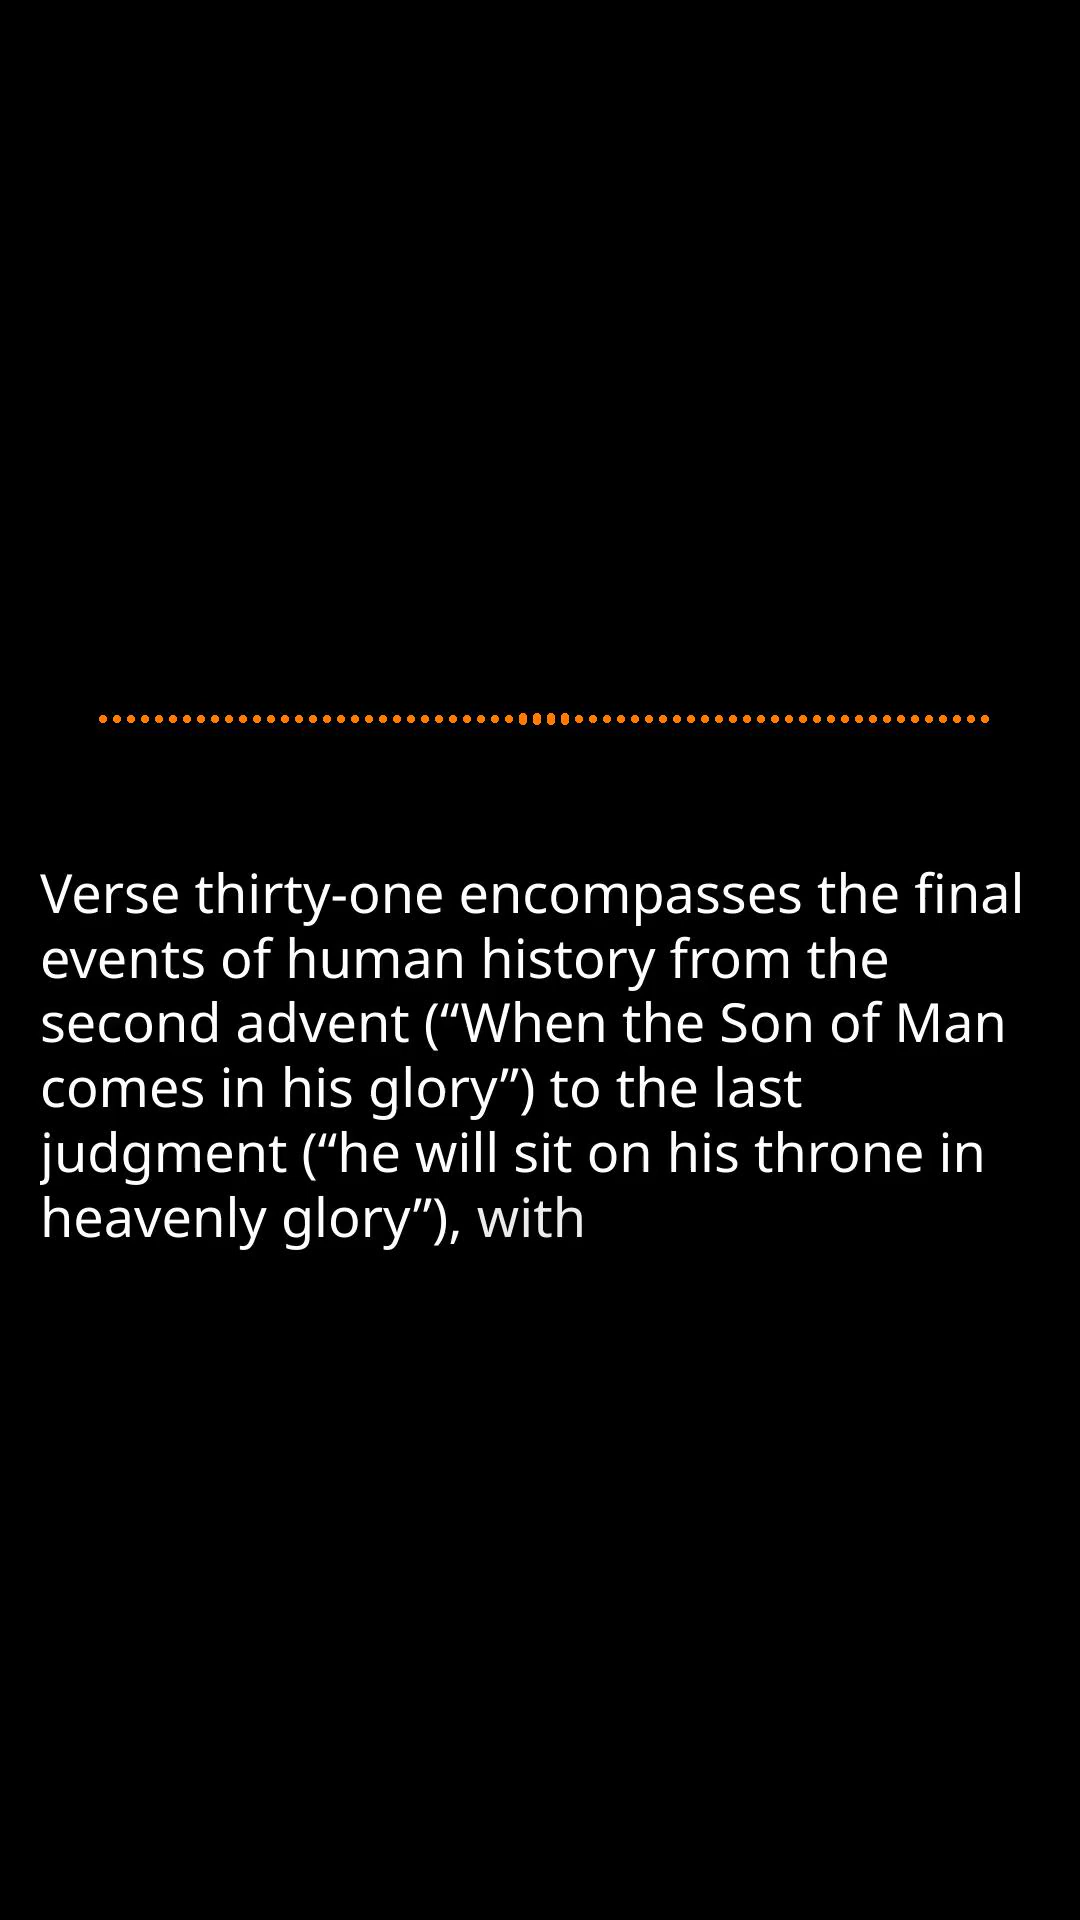 Verse thirty-one encompasses the final
events of human history from the
second advent (“When the Son of Man
comes in his glory”) to the last
judgment (“he will sit on his throne in
heavenly glory”), with